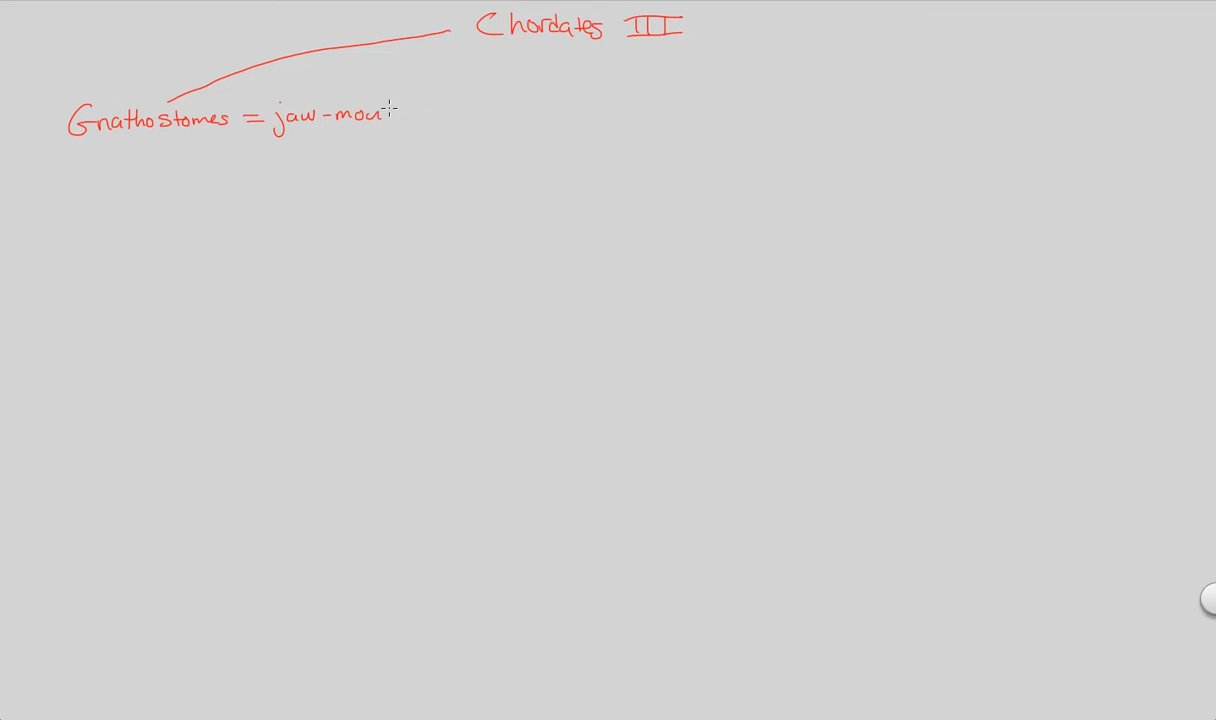 Chordates III
Gnathostomes = jaw-mou